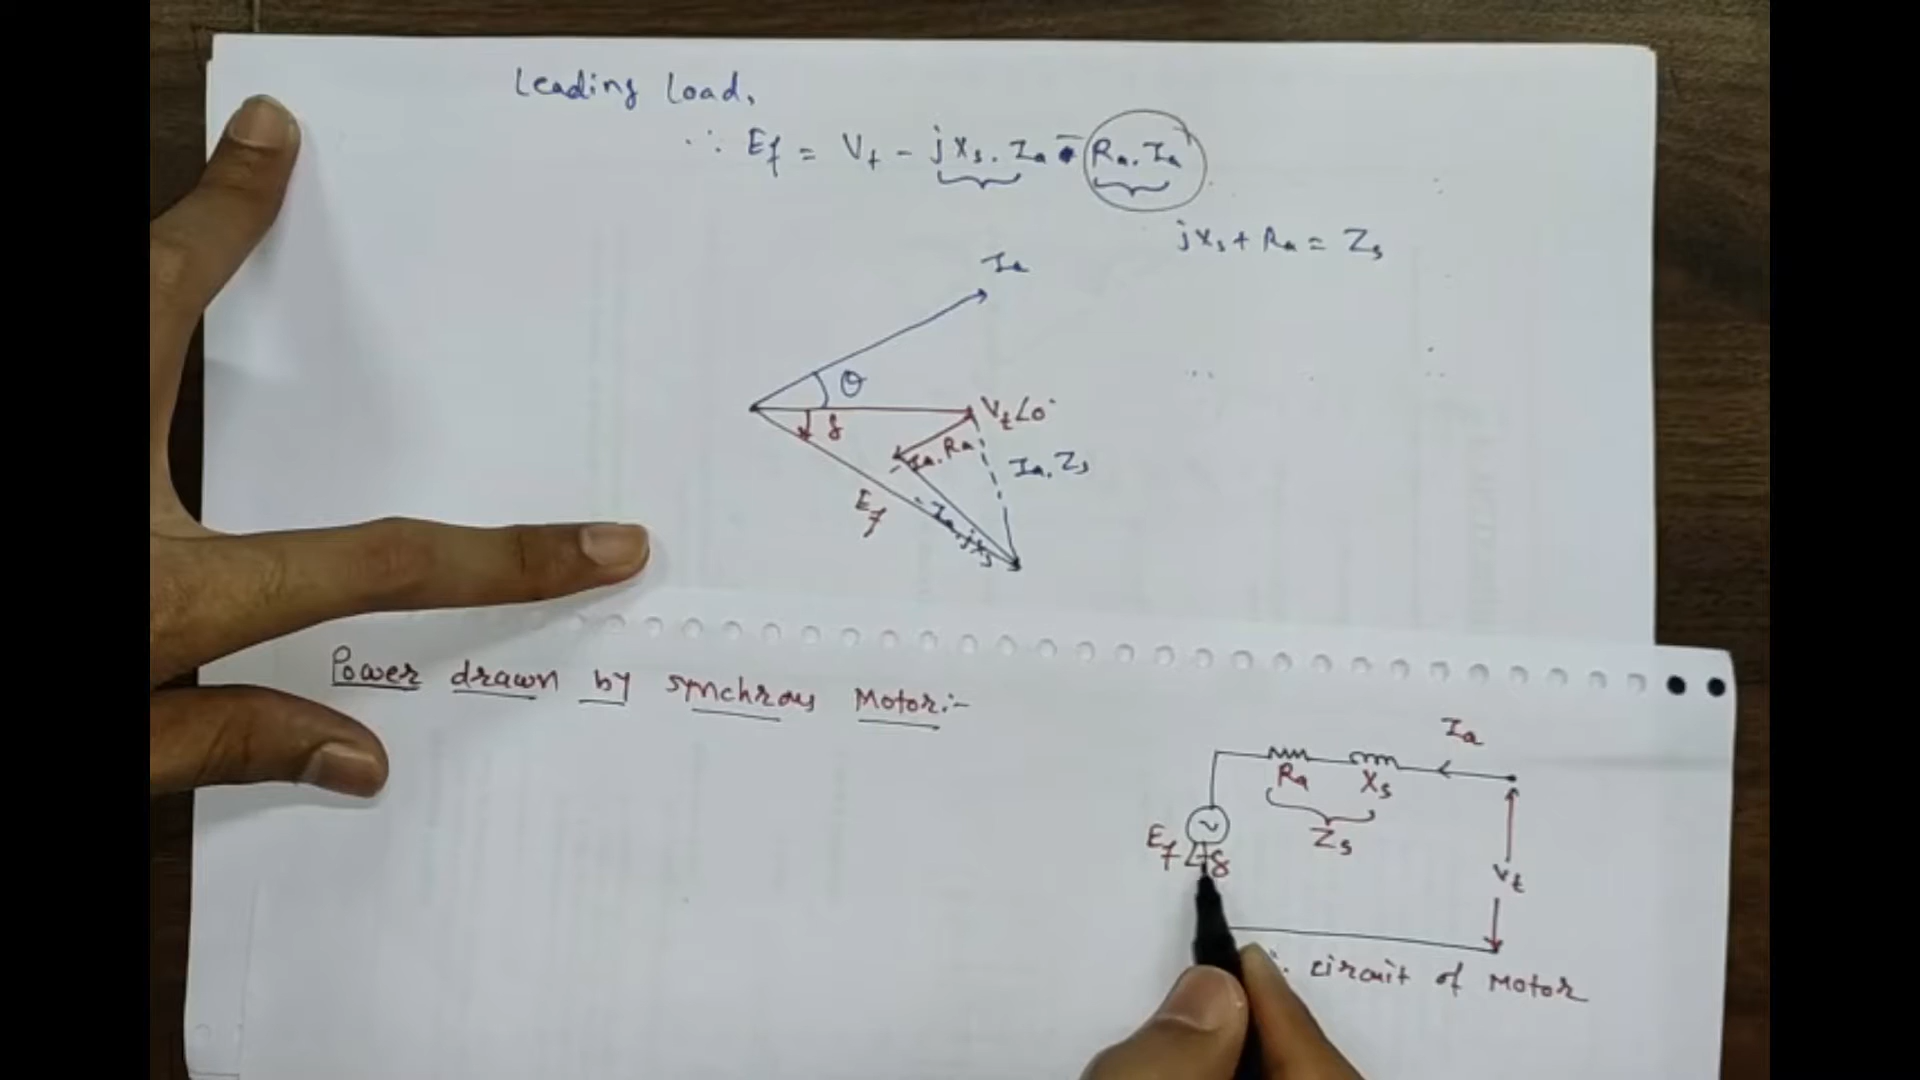 Leading Load,
∴ Ef = Vt - jXs.Ia - Ra.Ia
jXs + Ra = Zs
Ia
θ
Vt∠0°
δ
Ia.Ra
Ia.Zs
Ef
-Ia.jXs
Power drawn by synchrous Motor:-
Ia
Ra Xs
Zs
Ef∠-δ
Vt
circuit of Motor